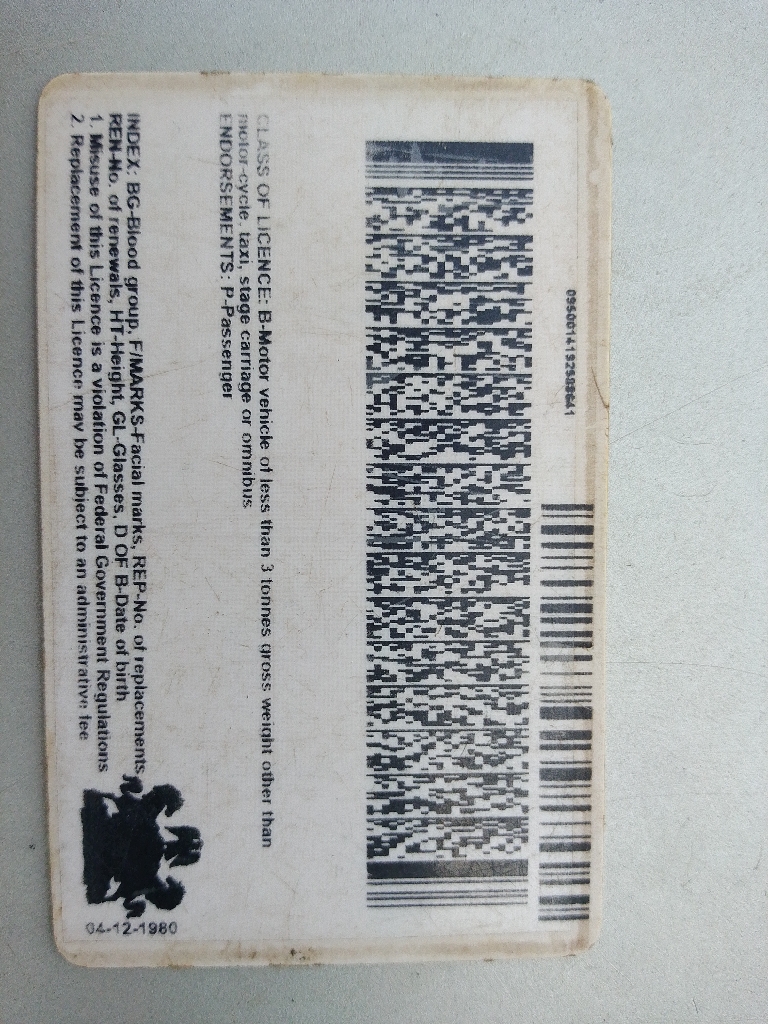 0950014192988641
CLASS OF LICENCE: B-Motor vehicle of less than 3 tonnes gross weight other than
motor-cycle, taxi, stage carriage or omnibus
ENDORSEMENTS: P-Passenger
INDEX: BG-Blood group, F/MARKS-Facial marks, REP-No. of replacements
REN-No. of renewals, HT-Height, GL-Glasses, D OF B-Date of birth
1. Misuse of this Licence is a violation of Federal Government Regulations
2. Replacement of this Licence may be subject to an administrative fee
04-12-1980